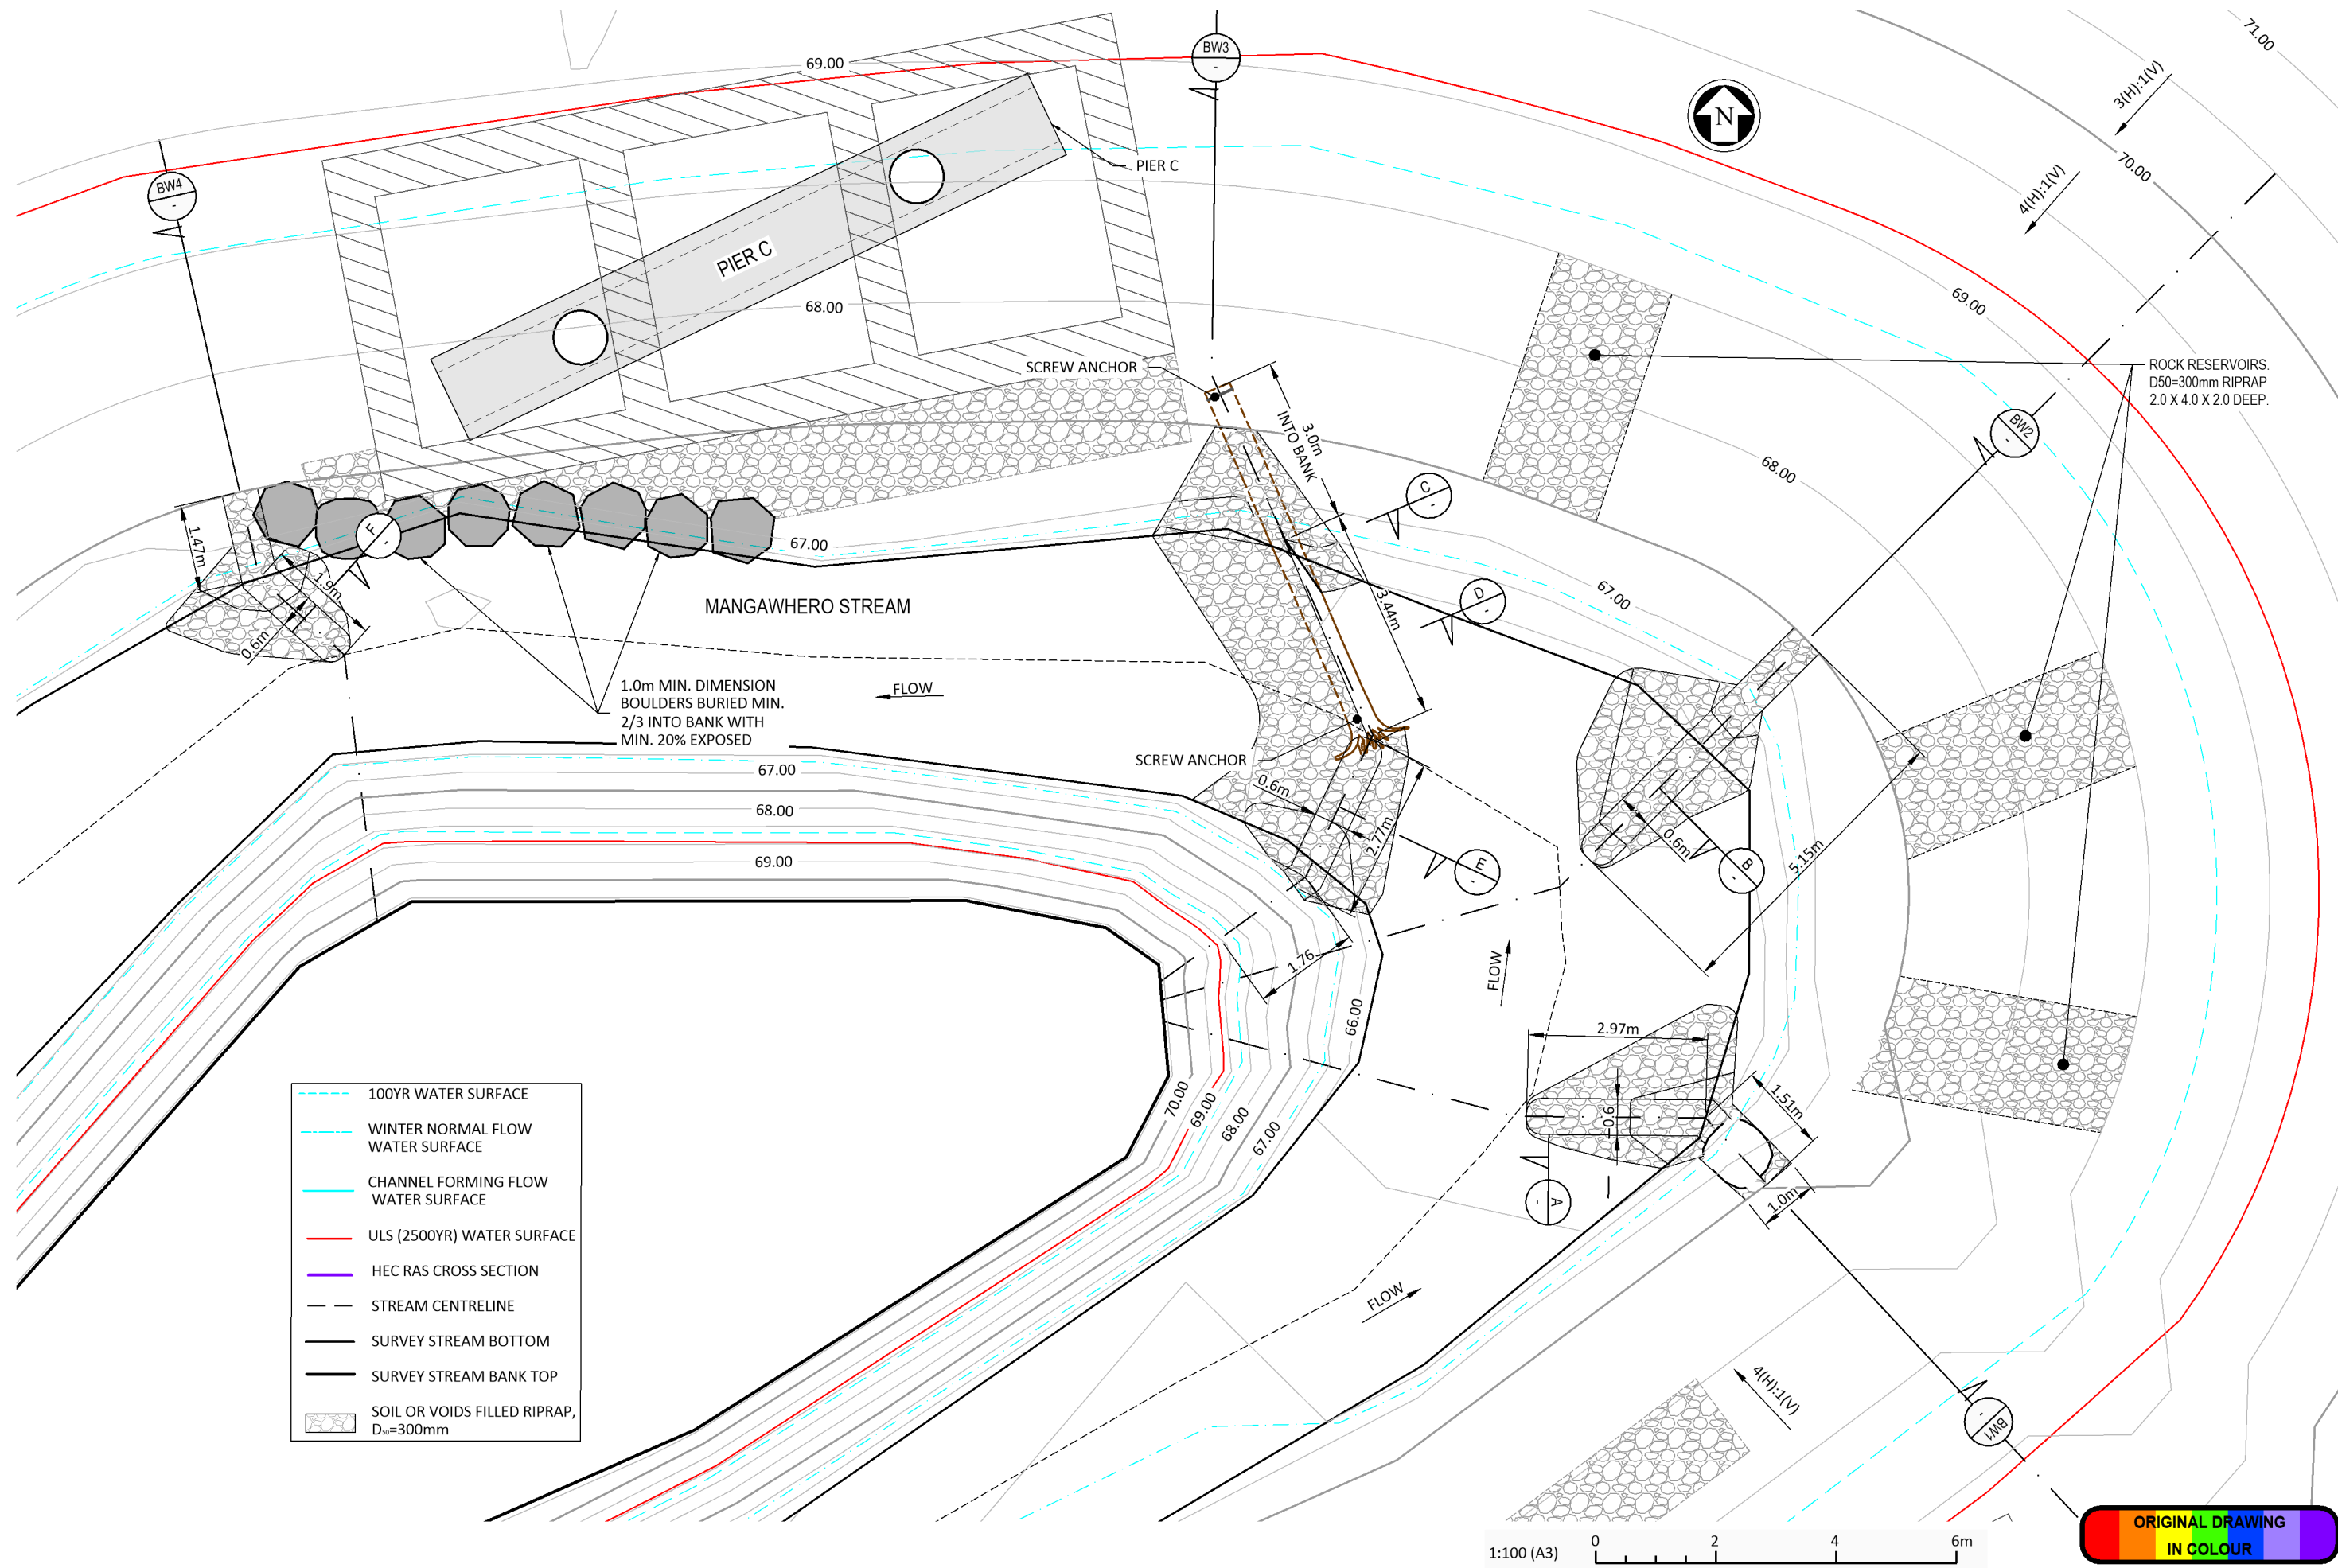 71.00
69.00
BW3
-
3(H):1(V)
N
70.00
PIER C
BW4
-
4(H):1(V)
PIER C
68.00
69.00
SCREW ANCHOR
ROCK RESERVOIRS.
D50=300mm RIPRAP
2.0 X 4.0 X 2.0 DEEP.
3.0m
INTO BANK
BW2
-
68.00
C
-
F
-
1.47m
67.00
1.9m
0.6m
MANGAWHERO STREAM
3.44m
D
-
67.00
1.0m MIN. DIMENSION
BOULDERS BURIED MIN.
2/3 INTO BANK WITH
MIN. 20% EXPOSED
FLOW
SCREW ANCHOR
67.00
0.6m
68.00
2.77m
0.6m
69.00
E
-
B
-
5.15m
1.76
FLOW
66.00
2.97m
0.6
1.51m
70.00
69.00
68.00
67.00
A
-
1.0m
FLOW
4(H):1(V)
BW1
-
100YR WATER SURFACE
WINTER NORMAL FLOW
WATER SURFACE
CHANNEL FORMING FLOW
WATER SURFACE
ULS (2500YR) WATER SURFACE
HEC RAS CROSS SECTION
STREAM CENTRELINE
SURVEY STREAM BOTTOM
SURVEY STREAM BANK TOP
SOIL OR VOIDS FILLED RIPRAP,
D₅₀=300mm
1:100 (A3)
0 2 4 6m
ORIGINAL DRAWING
IN COLOUR